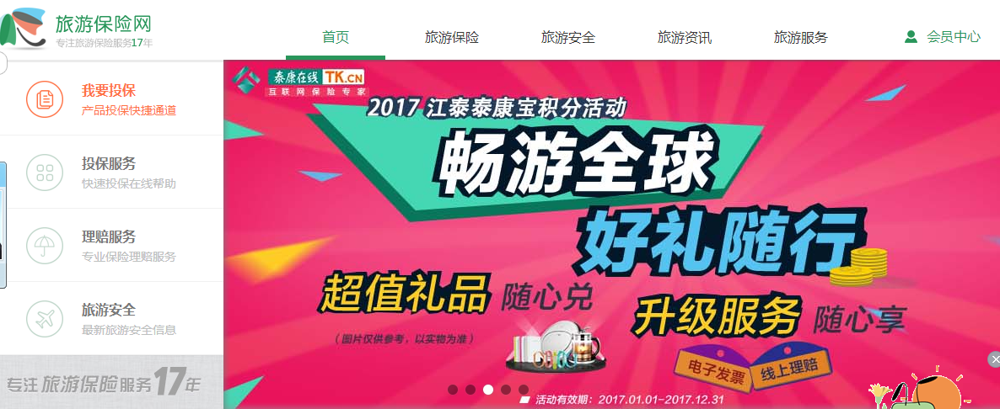 旅游保险网
专注旅游保险服务17年
首页
旅游保险
旅游安全
旅游资讯
旅游服务
会员中心
我要投保
产品投保快捷通道
投保服务
快速投保在线帮助
理赔服务
专业保险理赔服务
旅游安全
最新旅游安全信息
专注旅游保险服务17年
泰康在线 TK.CN
互联网保险专家
2017 江泰泰康宝积分活动
畅游全球
好礼随行
超值礼品 随心兑
升级服务 随心享
(图片仅供参考，以实物为准)
电子发票
线上理赔
活动有效期：2017.01.01-2017.12.31